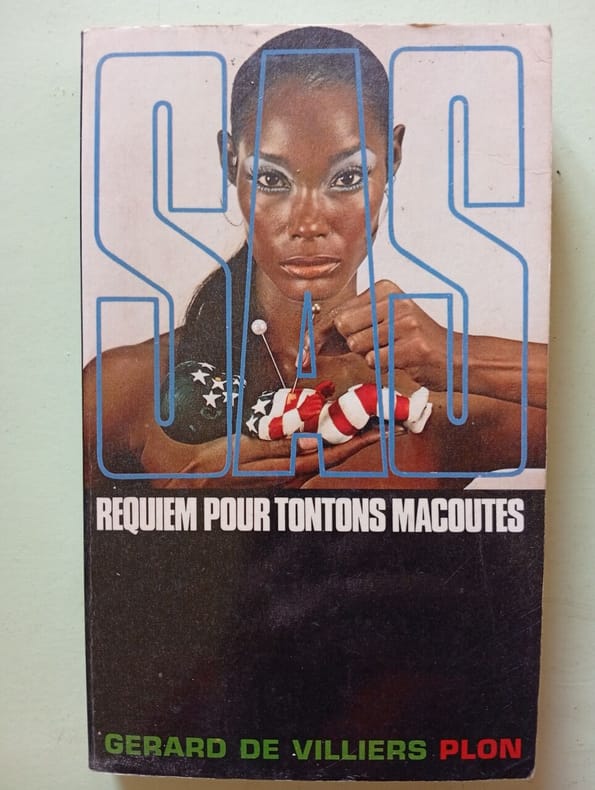 SAS
REQUIEM POUR TONTONS MACOUTES
GERARD DE VILLIERS PLON